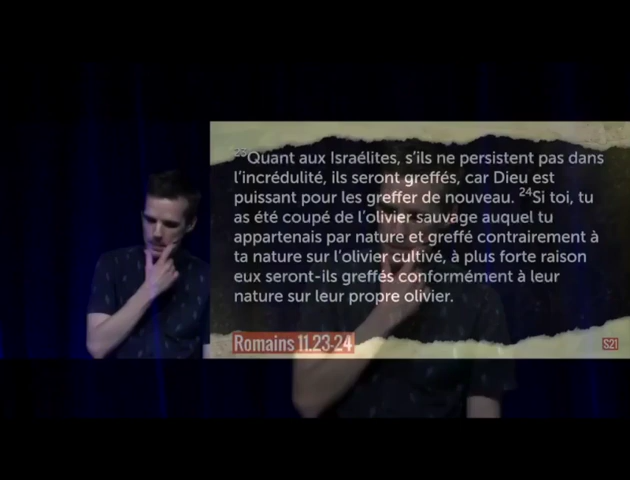 ²³Quant aux Israélites, s'ils ne persistent pas dans
l'incrédulité, ils seront greffés, car Dieu est
puissant pour les greffer de nouveau. ²⁴Si toi, tu
as été coupé de l'olivier sauvage auquel tu
appartenais par nature et greffé contrairement à
ta nature sur l'olivier cultivé, à plus forte raison
eux seront-ils greffés conformément à leur
nature sur leur propre olivier.
Romains 11.23-24
S21